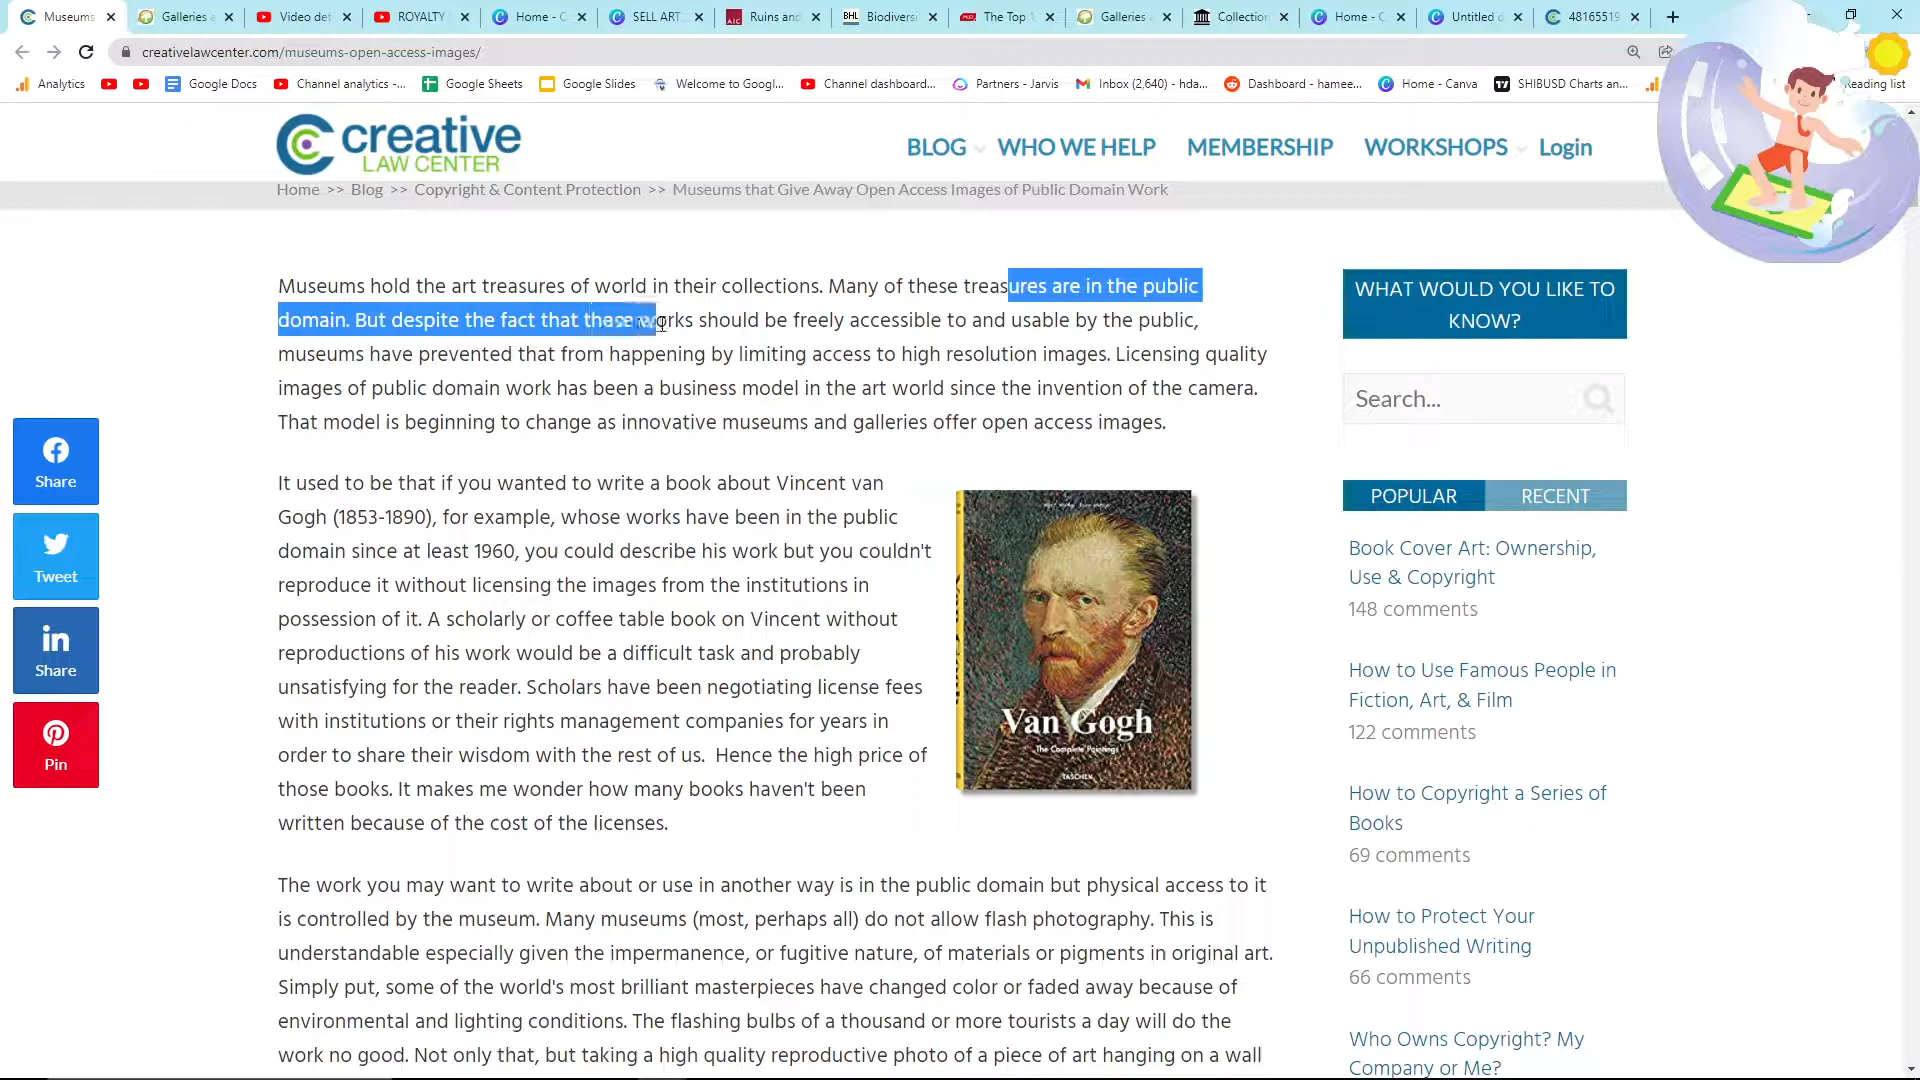 Museums
Galleries a
Video det
ROYALTY
Home - C
SELL ART
Ruins and
Biodivers
The Top
Galleries a
Collection
Home - C
Untitled d
48165519
creativelawcenter.com/museums-open-access-images/
Analytics
Google Docs
Channel analytics -...
Google Sheets
Google Slides
Welcome to Googl...
Channel dashboard...
Partners - Jarvis
Inbox (2,640) - hda...
Dashboard - hamee...
Home - Canva
SHIBUSD Charts an...
Reading list
creative
LAW CENTER
BLOG WHO WE HELP MEMBERSHIP WORKSHOPS Login
Home >> Blog >> Copyright & Content Protection >> Museums that Give Away Open Access Images of Public Domain Work
Museums hold the art treasures of world in their collections. Many of these treasures are in the public
domain. But despite the fact that these works should be freely accessible to and usable by the public,
museums have prevented that from happening by limiting access to high resolution images. Licensing quality
images of public domain work has been a business model in the art world since the invention of the camera.
That model is beginning to change as innovative museums and galleries offer open access images.
It used to be that if you wanted to write a book about Vincent van
Gogh (1853-1890), for example, whose works have been in the public
domain since at least 1960, you could describe his work but you couldn't
reproduce it without licensing the images from the institutions in
possession of it. A scholarly or coffee table book on Vincent without
reproductions of his work would be a difficult task and probably
unsatisfying for the reader. Scholars have been negotiating license fees
with institutions or their rights management companies for years in
order to share their wisdom with the rest of us. Hence the high price of
those books. It makes me wonder how many books haven't been
written because of the cost of the licenses.
Van Gogh
The Complete Paintings
TASCHEN
The work you may want to write about or use in another way is in the public domain but physical access to it
is controlled by the museum. Many museums (most, perhaps all) do not allow flash photography. This is
understandable especially given the impermanence, or fugitive nature, of materials or pigments in original art.
Simply put, some of the world's most brilliant masterpieces have changed color or faded away because of
environmental and lighting conditions. The flashing bulbs of a thousand or more tourists a day will do the
work no good. Not only that, but taking a high quality reproductive photo of a piece of art hanging on a wall
Share
Tweet
Share
Pin
WHAT WOULD YOU LIKE TO
KNOW?
Search...
POPULAR RECENT
Book Cover Art: Ownership,
Use & Copyright
148 comments
How to Use Famous People in
Fiction, Art, & Film
122 comments
How to Copyright a Series of
Books
69 comments
How to Protect Your
Unpublished Writing
66 comments
Who Owns Copyright? My
Company or Me?